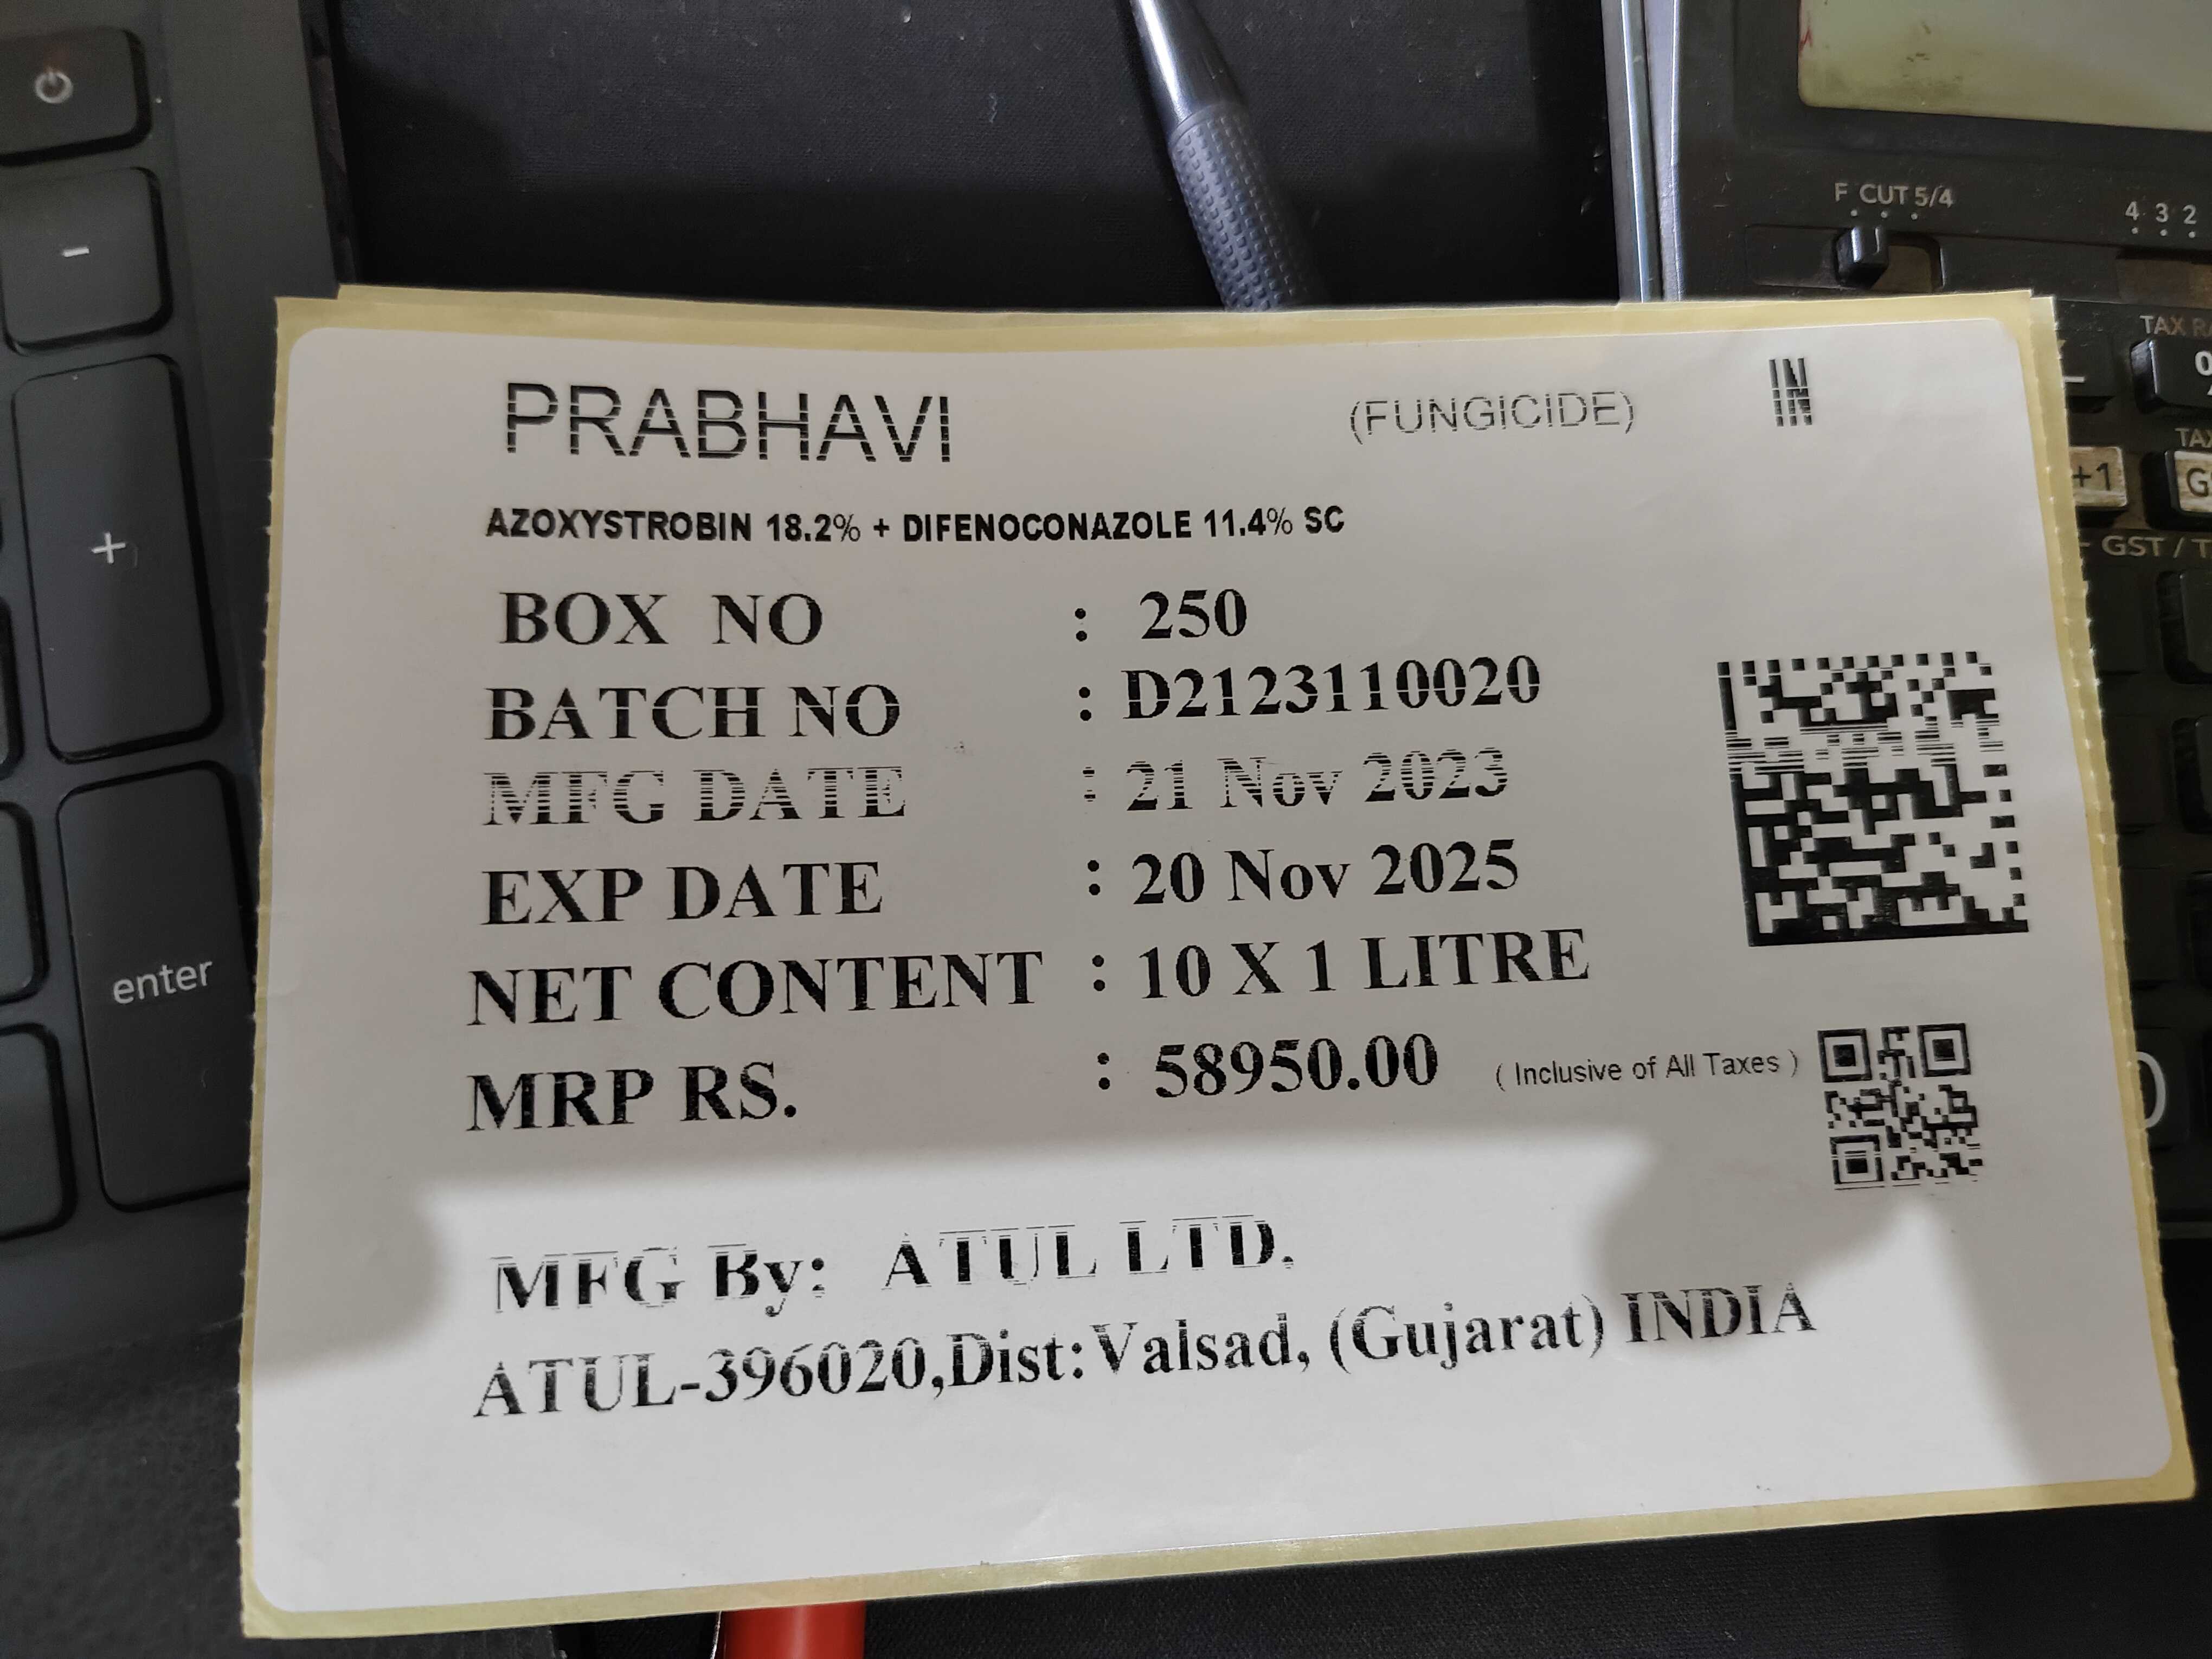 PRABHAVI (FUNGICIDE) IN
AZOXYSTROBIN 18.2% + DIFENOCONAZOLE 11.4% SC
BOX NO : 250
BATCH NO : D2123110020
MFG DATE : 21 Nov 2023
EXP DATE : 20 Nov 2025
NET CONTENT : 10 X 1 LITRE
MRP RS. : 58950.00 ( Inclusive of All Taxes )
MFG By: ATUL LTD.
ATUL-396020,Dist:Valsad, (Gujarat) INDIA
-
+
enter
F CUT 5/4
4 3 2
TAX
+1
GST / T